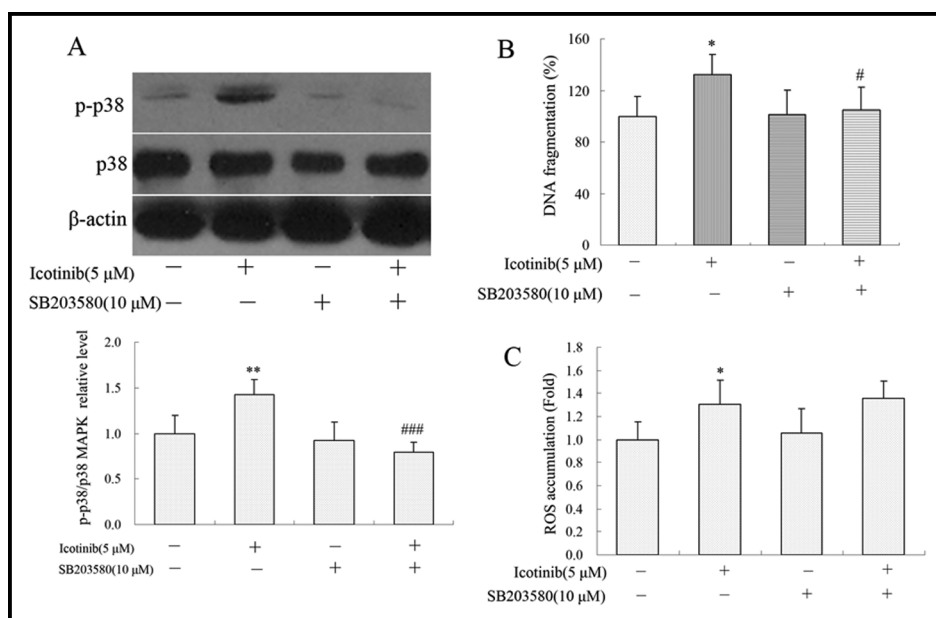 A
p-p38
p38
β-actin
Icotinib(5 μM) − + − +
SB203580(10 μM) − − + +
p-p38/p38 MAPK relative level
2.0
1.5
1.0
0.5
0.0
**
###
Icotinib(5 μM) − + − +
SB203580(10 μM) − − + +
B
DNA fragmentation (%)
160
120
80
40
0
*
#
Icotinib(5 μM) − + − +
SB203580(10 μM) − − + +
C
ROS accumulation (Fold)
1.8
1.6
1.4
1.2
1.0
0.8
0.6
0.4
0.2
0.0
*
Icotinib(5 μM) − + − +
SB203580(10 μM) − − + +